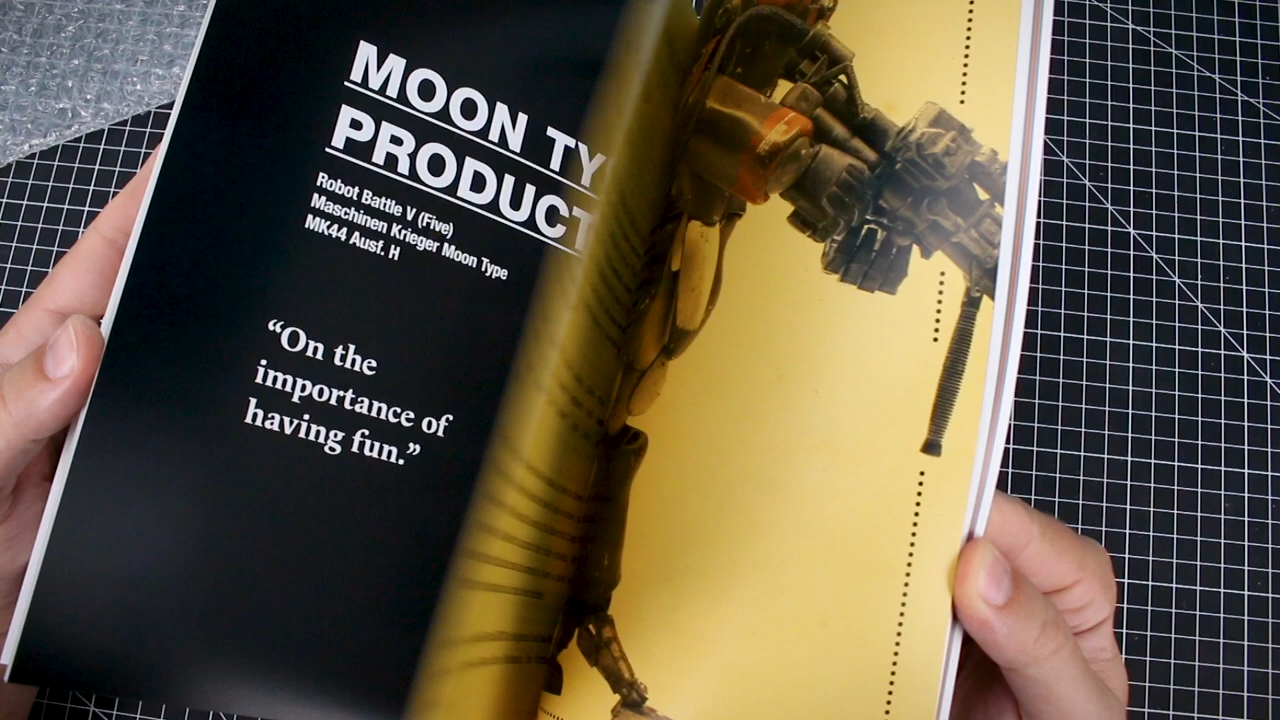 MOON TY
PRODUCT
Robot Battle V (Five)
Maschinen Krieger Moon Type
MK44 Ausf. H
“On the
importance of
having fun.”